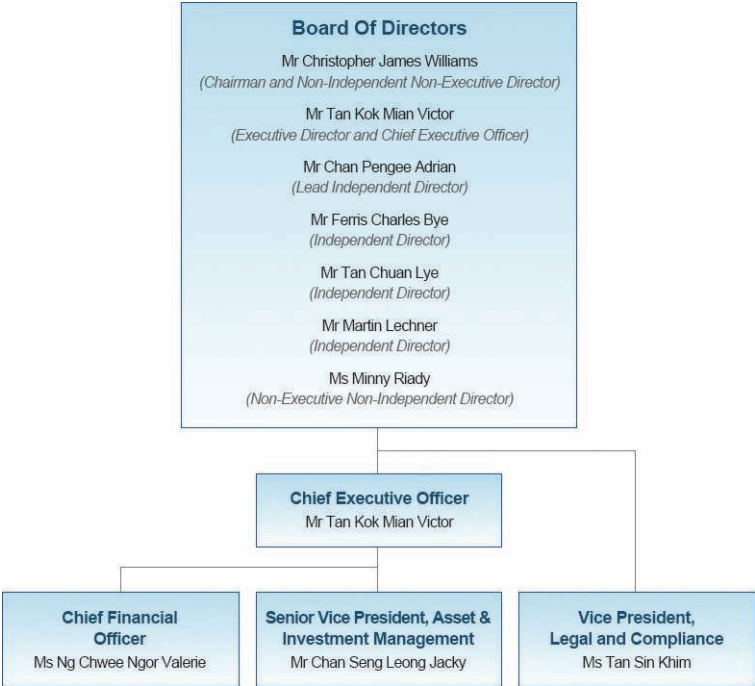 Board Of Directors
Mr Christopher James Williams
(Chairman and Non-Independent Non-Executive Director)
Mr Tan Kok Mian Victor
(Executive Director and Chief Executive Officer)
Mr Chan Pengee Adrian
(Lead Independent Director)
Mr Ferris Charles Bye
(Independent Director)
Mr Tan Chuan Lye
(Independent Director)
Mr Martin Lechner
(Independent Director)
Ms Minny Riady
(Non-Executive Non-Independent Director)
Chief Executive Officer
Mr Tan Kok Mian Victor
Chief Financial
Officer
Ms Ng Chwee Ngor Valerie
Senior Vice President, Asset &
Investment Management
Mr Chan Seng Leong Jacky
Vice President,
Legal and Compliance
Ms Tan Sin Khim